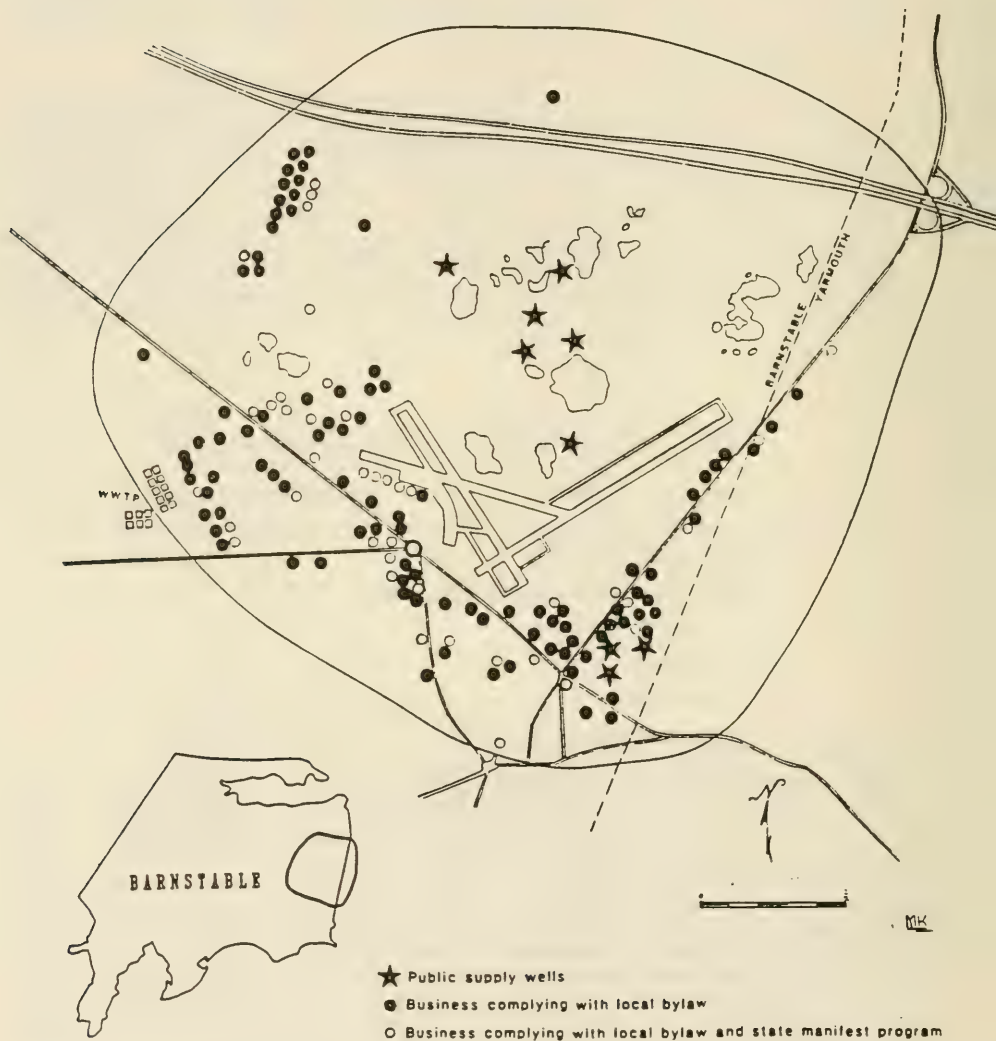 BARNSTABLE
YARMOUTH
WWTP
BARNSTABLE
N
MK
Public supply wells
Business complying with local bylaw
Business complying with local bylaw and state manifest program